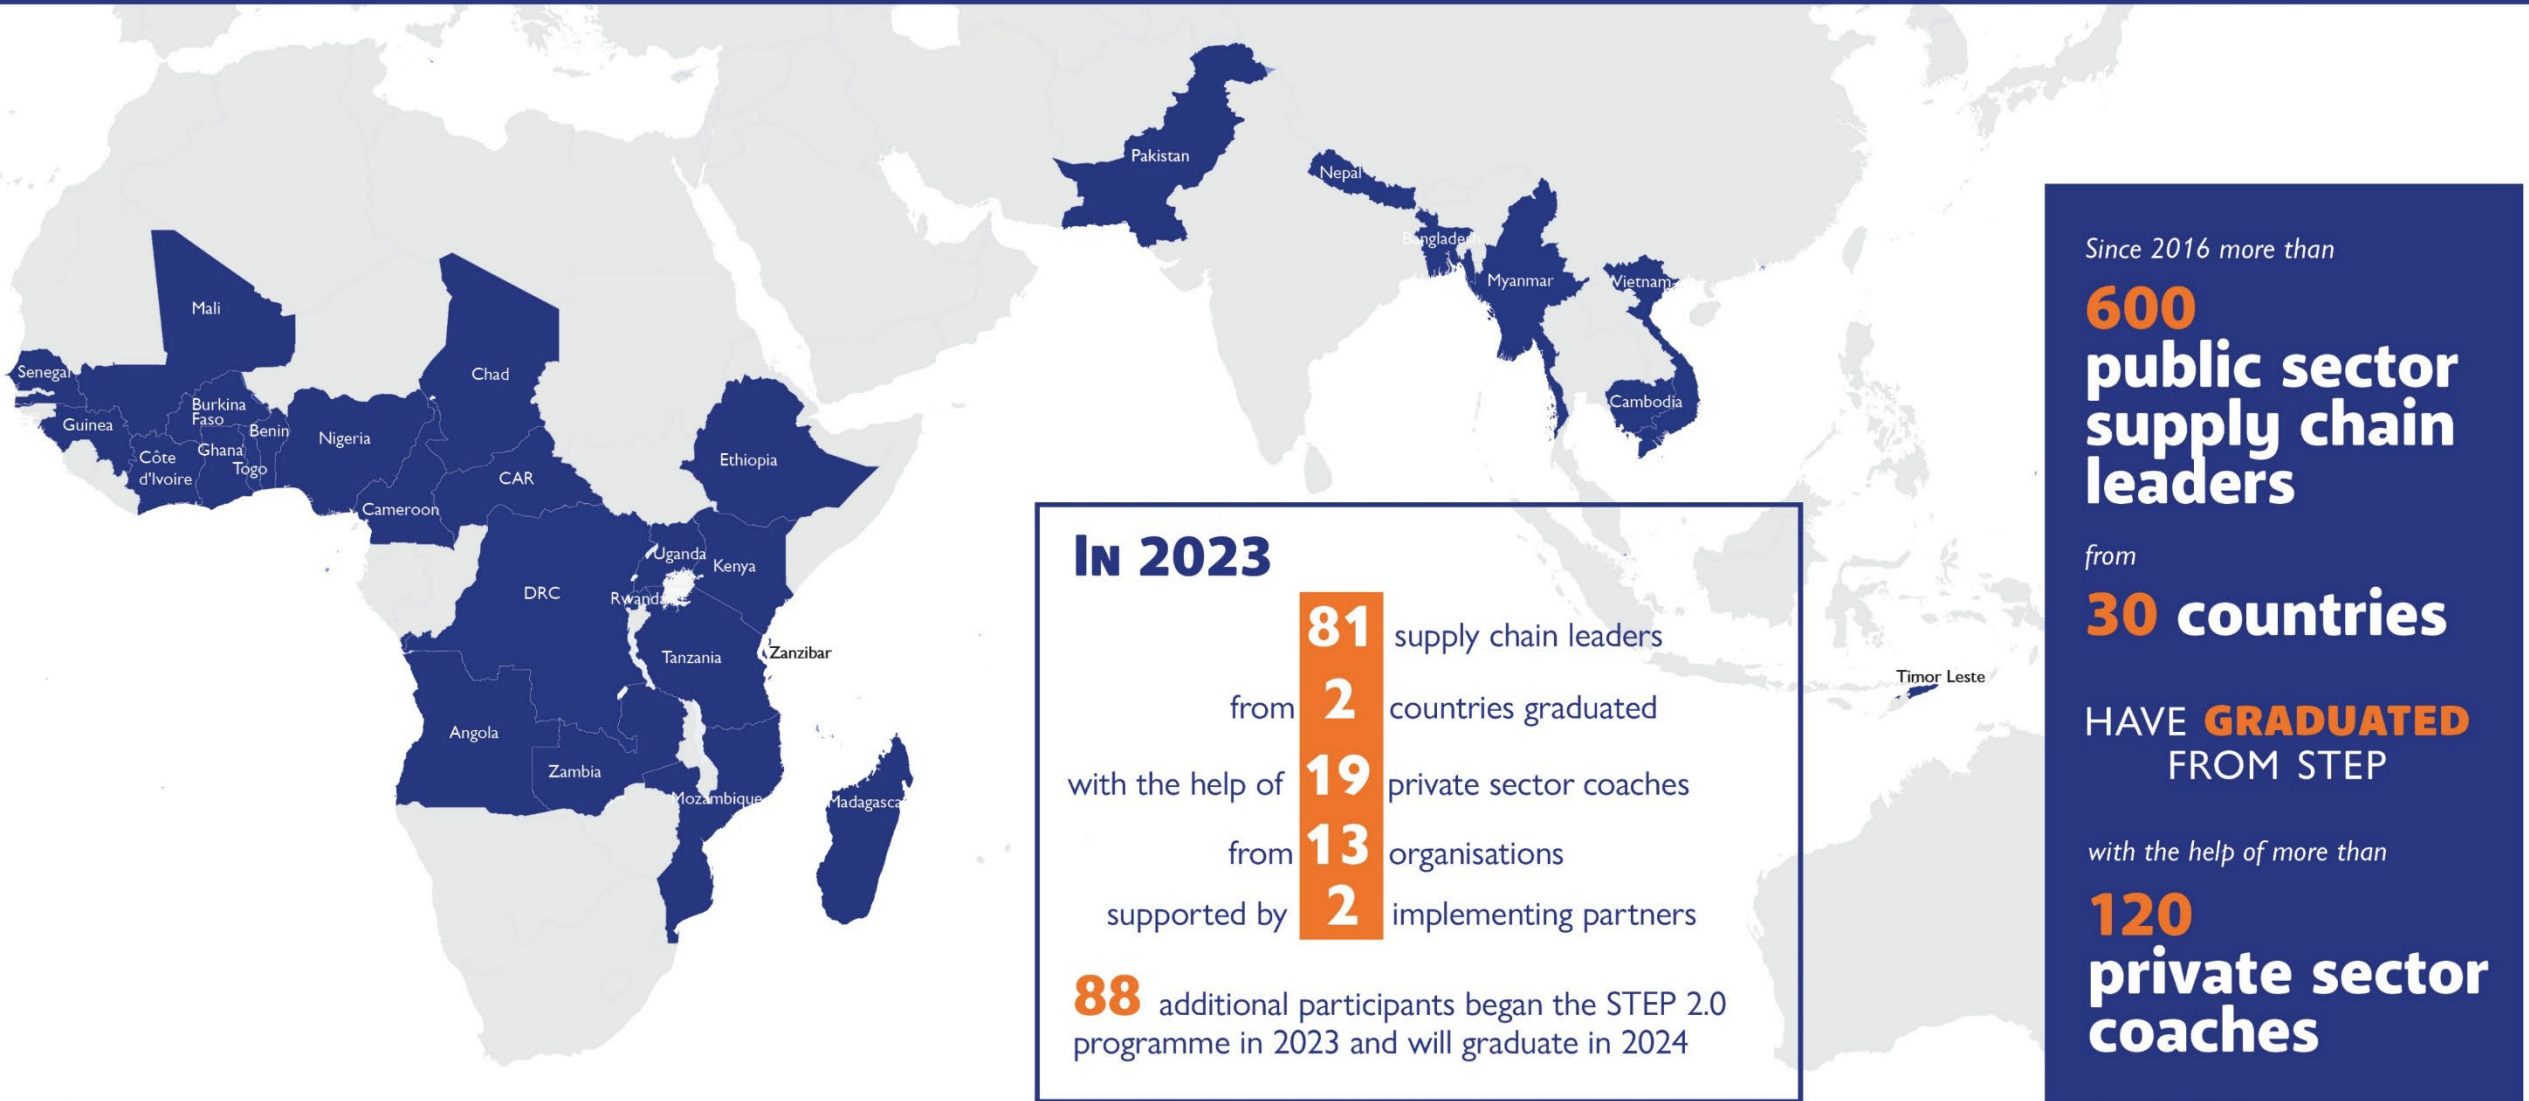 Pakistan
Nepal
Bangladesh
Myanmar
Vietnam
Cambodia
Mali
Senegal
Chad
Burkina
Faso
Guinea
Benin
Nigeria
Ghana
Côte
d'Ivoire
Togo
Ethiopia
CAR
Cameroon
Uganda
Kenya
DRC
Rwanda
Tanzania
Zanzibar
Angola
Zambia
Mozambique
Madagascar
Timor Leste
IN 2023
81 supply chain leaders
from 2 countries graduated
with the help of 19 private sector coaches
from 13 organisations
supported by 2 implementing partners
88 additional participants began the STEP 2.0
programme in 2023 and will graduate in 2024
Since 2016 more than
600
public sector
supply chain
leaders
from
30 countries
HAVE GRADUATED
FROM STEP
with the help of more than
120
private sector
coaches